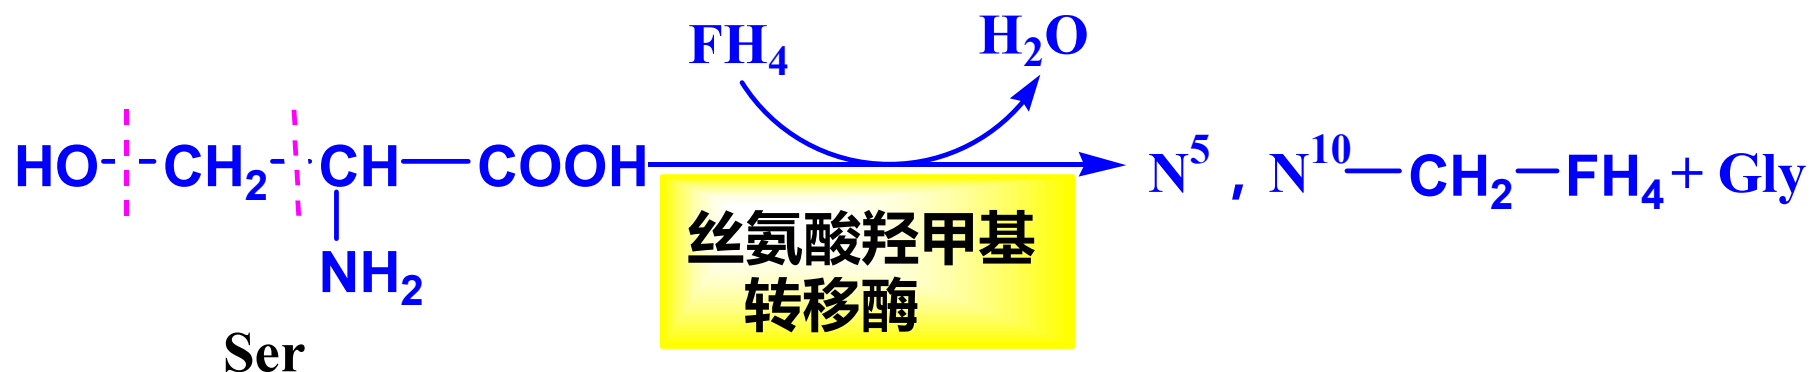 FH₄ H₂O
HO--CH₂--CH—COOH N⁵ , N¹⁰—CH₂—FH₄+ Gly
NH₂
丝氨酸羟甲基
转移酶
Ser